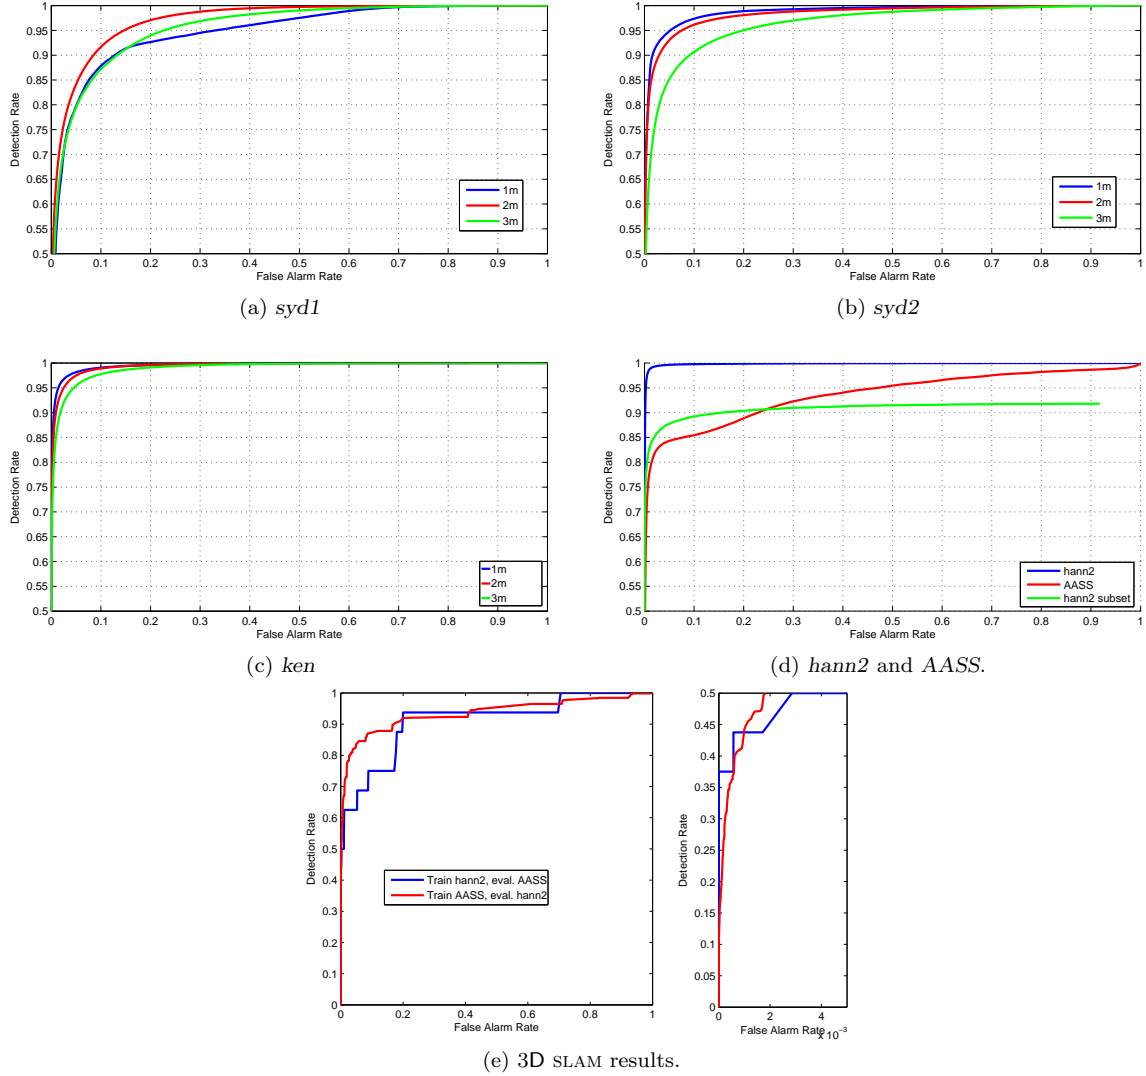 1
0.95
0.9
0.85
0.8
0.75
0.7
0.65
0.6
0.55
0.5
Detection Rate
0 0.1 0.2 0.3 0.4 0.5 0.6 0.7 0.8 0.9 1
False Alarm Rate
1m
2m
3m
(a) syd1
1
0.95
0.9
0.85
0.8
0.75
0.7
0.65
0.6
0.55
0.5
Detection Rate
0 0.1 0.2 0.3 0.4 0.5 0.6 0.7 0.8 0.9 1
False Alarm Rate
1m
2m
3m
(b) syd2
1
0.95
0.9
0.85
0.8
0.75
0.7
0.65
0.6
0.55
0.5
Detection Rate
0 0.1 0.2 0.3 0.4 0.5 0.6 0.7 0.8 0.9 1
False Alarm Rate
1m
2m
3m
(c) ken
1
0.95
0.9
0.85
0.8
0.75
0.7
0.65
0.6
0.55
0.5
Detection Rate
0 0.1 0.2 0.3 0.4 0.5 0.6 0.7 0.8 0.9 1
False Alarm Rate
hann2
AASS
hann2 subset
(d) hann2 and AASS.
1
0.9
0.8
0.7
0.6
0.5
0.4
0.3
0.2
0.1
0
Detection Rate
0 0.2 0.4 0.6 0.8 1
False Alarm Rate
Train hann2, eval. AASS
Train AASS, eval. hann2
0.5
0.45
0.4
0.35
0.3
0.25
0.2
0.15
0.1
0.05
0
Detection Rate
0 2 4
False Alarm Rate
x 10⁻³
(e) 3D SLAM results.